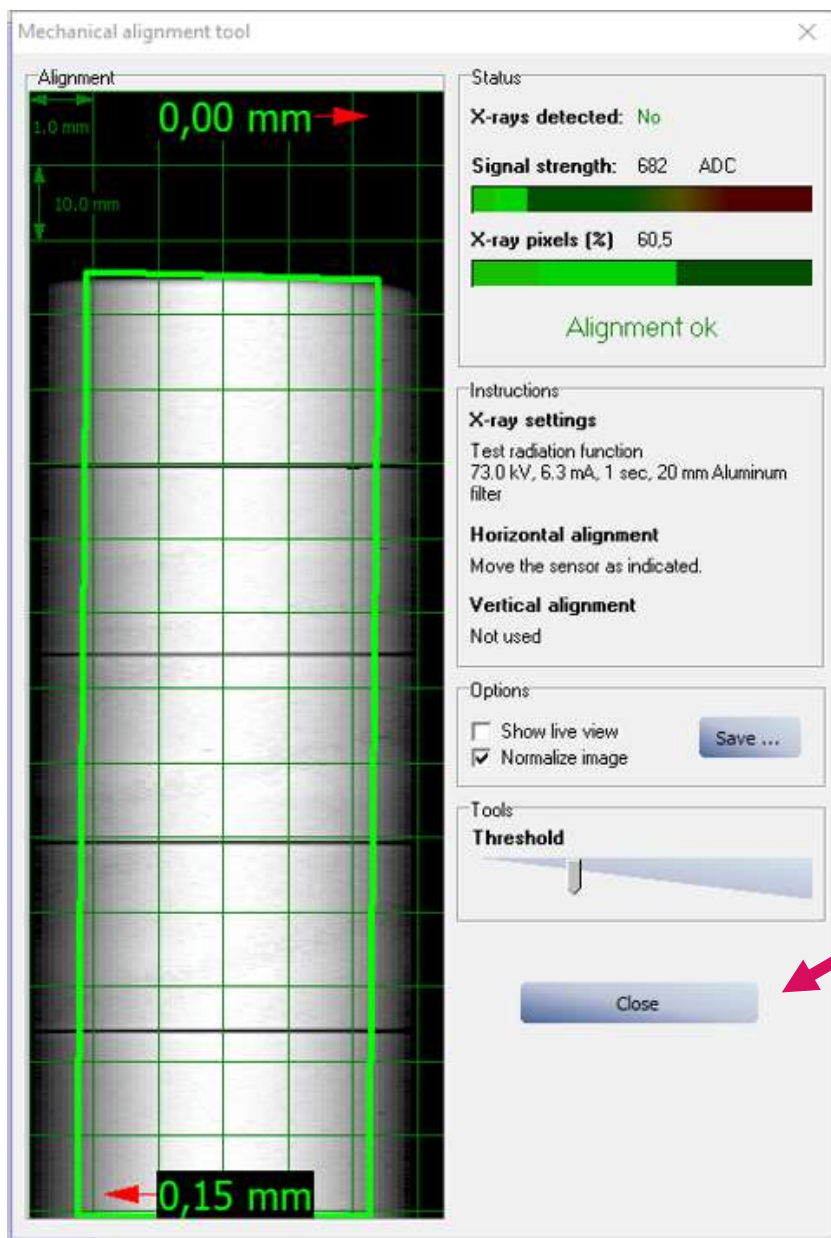 Mechanical alignment tool
Alignment
0,00 mm
1.0 mm
10.0 mm
0,15 mm
Status
X-rays detected: No
Signal strength: 682 ADC
X-ray pixels (%) 60,5
Alignment ok
Instructions
X-ray settings
Test radiation function
73.0 kV, 6.3 mA, 1 sec, 20 mm Aluminum
filter
Horizontal alignment
Move the sensor as indicated.
Vertical alignment
Not used
Options
Show live view
Normalize image
Save ...
Tools
Threshold
Close